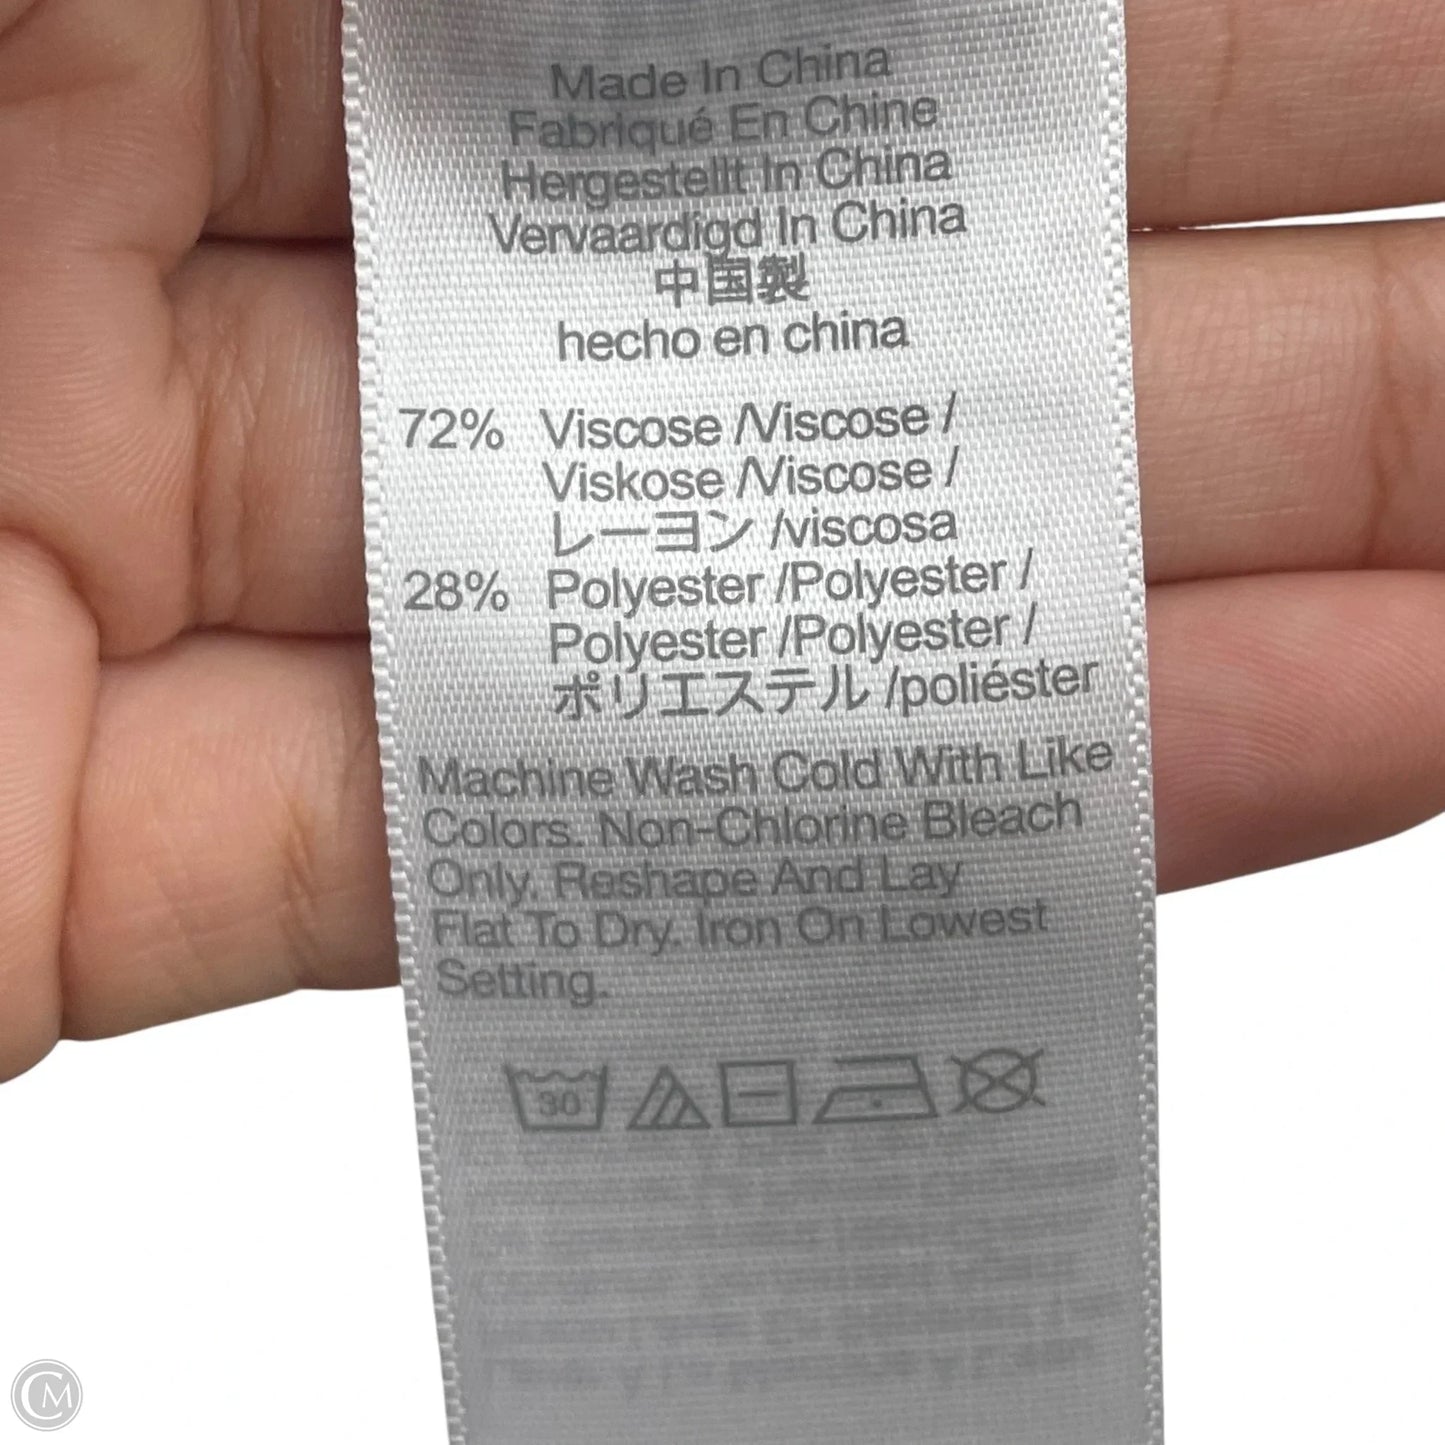 Made In China
Fabriqué En Chine
Hergestellt In China
Vervaardigd In China
中国製
hecho en china
72% Viscose /Viscose /
Viskose /Viscose /
レーヨン /viscosa
28% Polyester /Polyester /
Polyester /Polyester /
ポリエステル /poliéster
Machine Wash Cold With Like
Colors. Non-Chlorine Bleach
Only. Reshape And Lay
Flat To Dry. Iron On Lowest
Setting.
30
CM